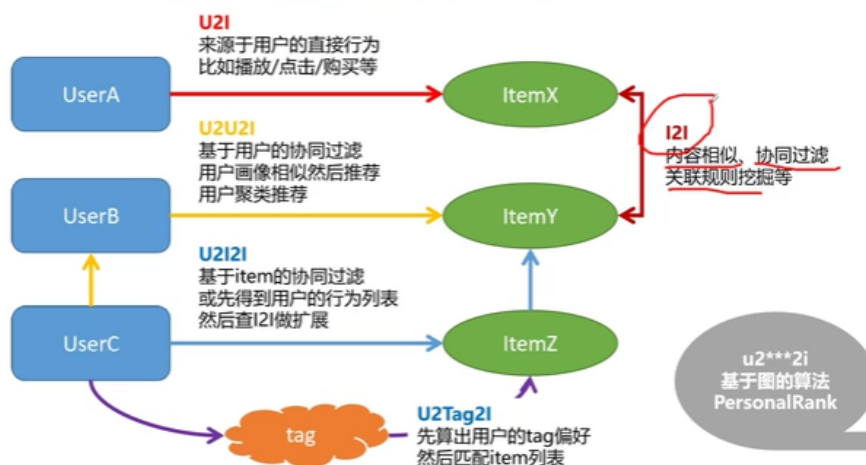 U2I
来源于用户的直接行为
比如播放/点击/购买等
UserA
ItemX
I2I
内容相似、协同过滤
关联规则挖掘等
U2U2I
基于用户的协同过滤
用户画像相似然后推荐
用户聚类推荐
UserB
ItemY
U2I2I
基于item的协同过滤
或先得到用户的行为列表
然后查I2I做扩展
UserC
ItemZ
u2***2i
基于图的算法
PersonalRank
tag
U2Tag2I
先算出用户的tag偏好
然后匹配item列表